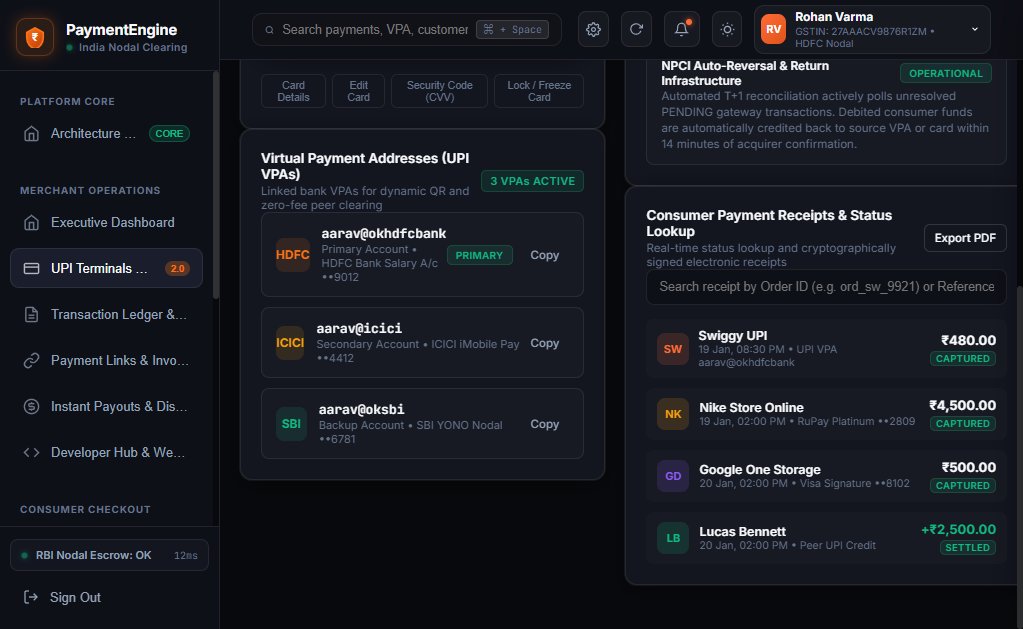 PaymentEngine
India Nodal Clearing
PLATFORM CORE
Architecture ... CORE
MERCHANT OPERATIONS
Executive Dashboard
UPI Terminals ... 2.0
Transaction Ledger &...
Payment Links & Invo...
Instant Payouts & Dis...
Developer Hub & We...
CONSUMER CHECKOUT
RBI Nodal Escrow: OK 12ms
Sign Out
Search payments, VPA, customer ⌘ + Space
RV
Rohan Varma
GSTIN: 27AAACV9876R1ZM •
HDFC Nodal
Card
Details
Edit
Card
Security Code
(CVV)
Lock / Freeze
Card
Virtual Payment Addresses (UPI
VPAs)
Linked bank VPAs for dynamic QR and
zero-fee peer clearing
3 VPAs ACTIVE
HDFC
aarav@okhdfcbank
Primary Account •
HDFC Bank Salary A/c
••9012
PRIMARY
Copy
ICICI
aarav@icici
Secondary Account • ICICI iMobile Pay
••4412
Copy
SBI
aarav@oksbi
Backup Account • SBI YONO Nodal
••6781
Copy
NPCI Auto-Reversal & Return
Infrastructure
OPERATIONAL
Automated T+1 reconciliation actively polls unresolved
PENDING gateway transactions. Debited consumer funds
are automatically credited back to source VPA or card within
14 minutes of acquirer confirmation.
Consumer Payment Receipts & Status
Lookup
Real-time status lookup and cryptographically
signed electronic receipts
Export PDF
Search receipt by Order ID (e.g. ord_sw_9921) or Reference
SW
Swiggy UPI
19 Jan, 08:30 PM • UPI VPA
aarav@okhdfcbank
₹480.00
CAPTURED
NK
Nike Store Online
19 Jan, 02:00 PM • RuPay Platinum ••2809
₹4,500.00
CAPTURED
GD
Google One Storage
20 Jan, 02:00 PM • Visa Signature ••8102
₹500.00
CAPTURED
LB
Lucas Bennett
20 Jan, 02:00 PM • Peer UPI Credit
+₹2,500.00
SETTLED